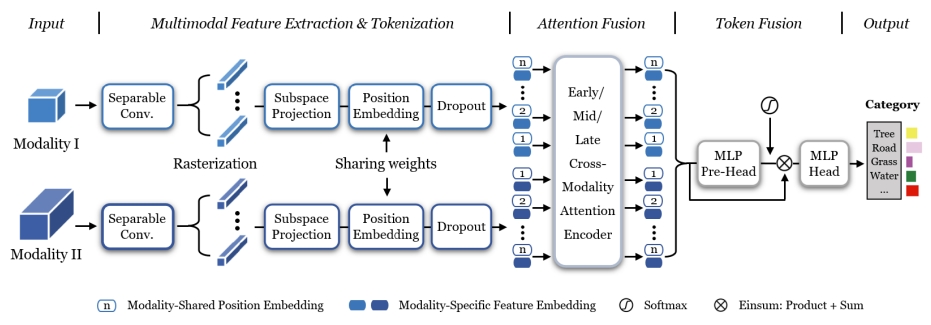 Input
Multimodal Feature Extraction & Tokenization
Attention Fusion
Token Fusion
Output
Modality I
Separable
Conv.
Rasterization
Subspace
Projection
Position
Embedding
Dropout
Sharing weights
Modality II
Separable
Conv.
Subspace
Projection
Position
Embedding
Dropout
n
2
1
1
2
n
Early/
Mid/
Late
Cross-
Modality
Attention
Encoder
n
2
1
1
2
n
MLP
Pre-Head
MLP
Head
Category
Tree
Road
Grass
Water
...
n Modality-Shared Position Embedding
Modality-Specific Feature Embedding
Softmax
Einsum: Product + Sum